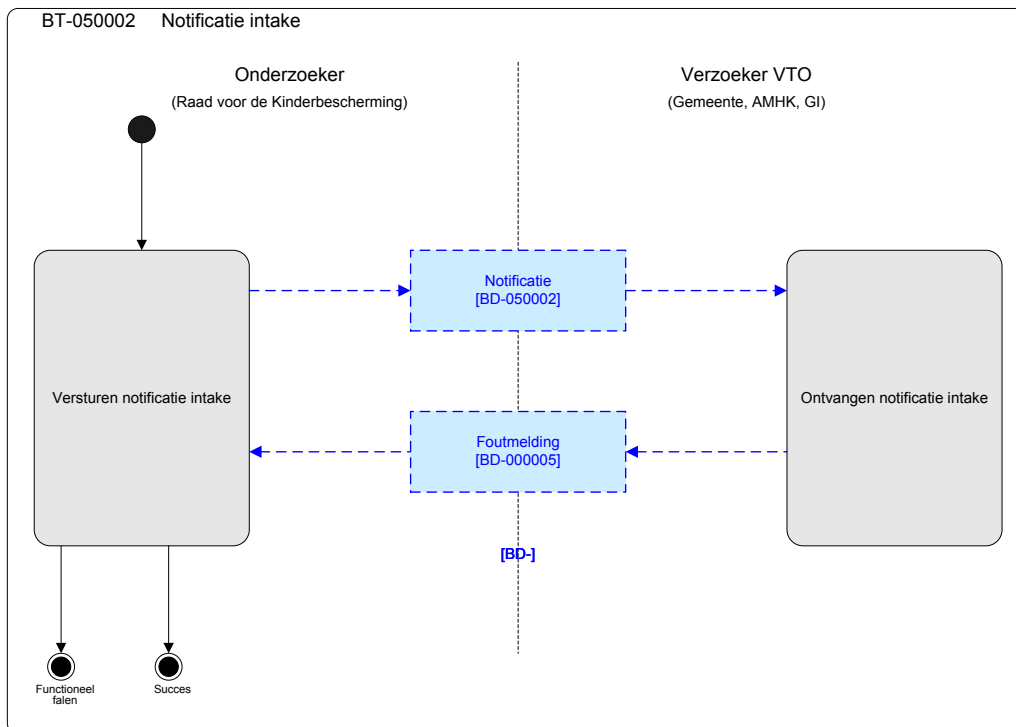 BT-050002 Notificatie intake
Onderzoeker
(Raad voor de Kinderbescherming)
Verzoeker VTO
(Gemeente, AMHK, GI)
Notificatie
[BD-050002]
Versturen notificatie intake
Ontvangen notificatie intake
Foutmelding
[BD-000005]
[BD-]
Functioneel
falen
Succes